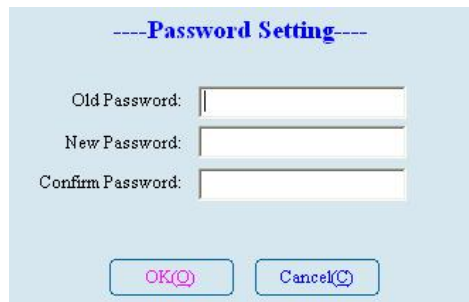 ----Password Setting----
Old Password:
New Password:
Confirm Password:
OK(O) Cancel(C)